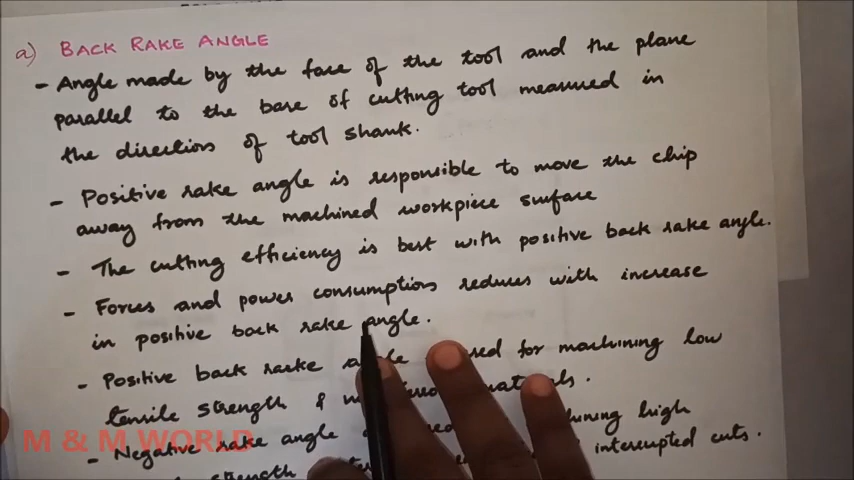 a) BACK RAKE ANGLE
- Angle made by the face of the tool and the plane
parallel to the base of cutting tool measured in
the direction of tool shank.
- Positive rake angle is responsible to move the chip
away from the machined workpiece surface
- The cutting efficiency is best with positive back rake angle.
- Forces and power consumption reduces with increase
in positive back rake angle.
- Positive back racke for machining low
tensile strength &
- Negative rake angle high
strength interrupted cuts.
M & M WORLD